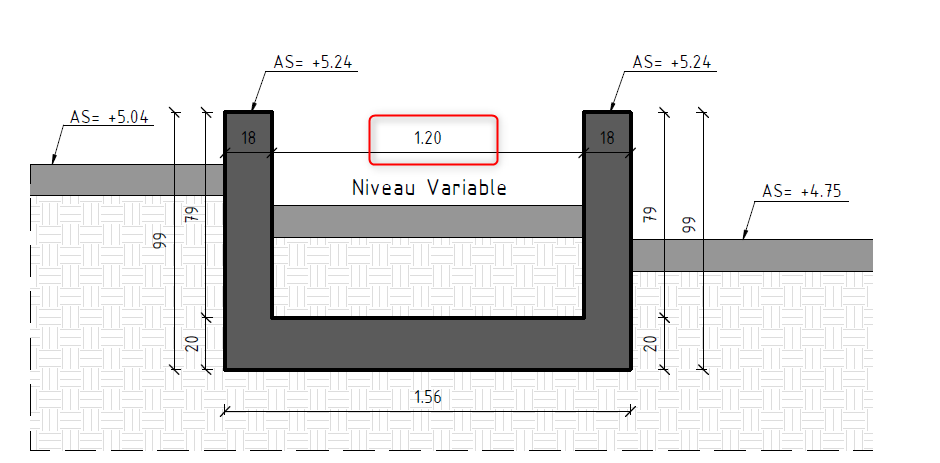 AS= +5.24
AS= +5.24
AS= +5.04
18
1.20
18
Niveau Variable
AS= +4.75
79
99
79
99
20
20
1.56